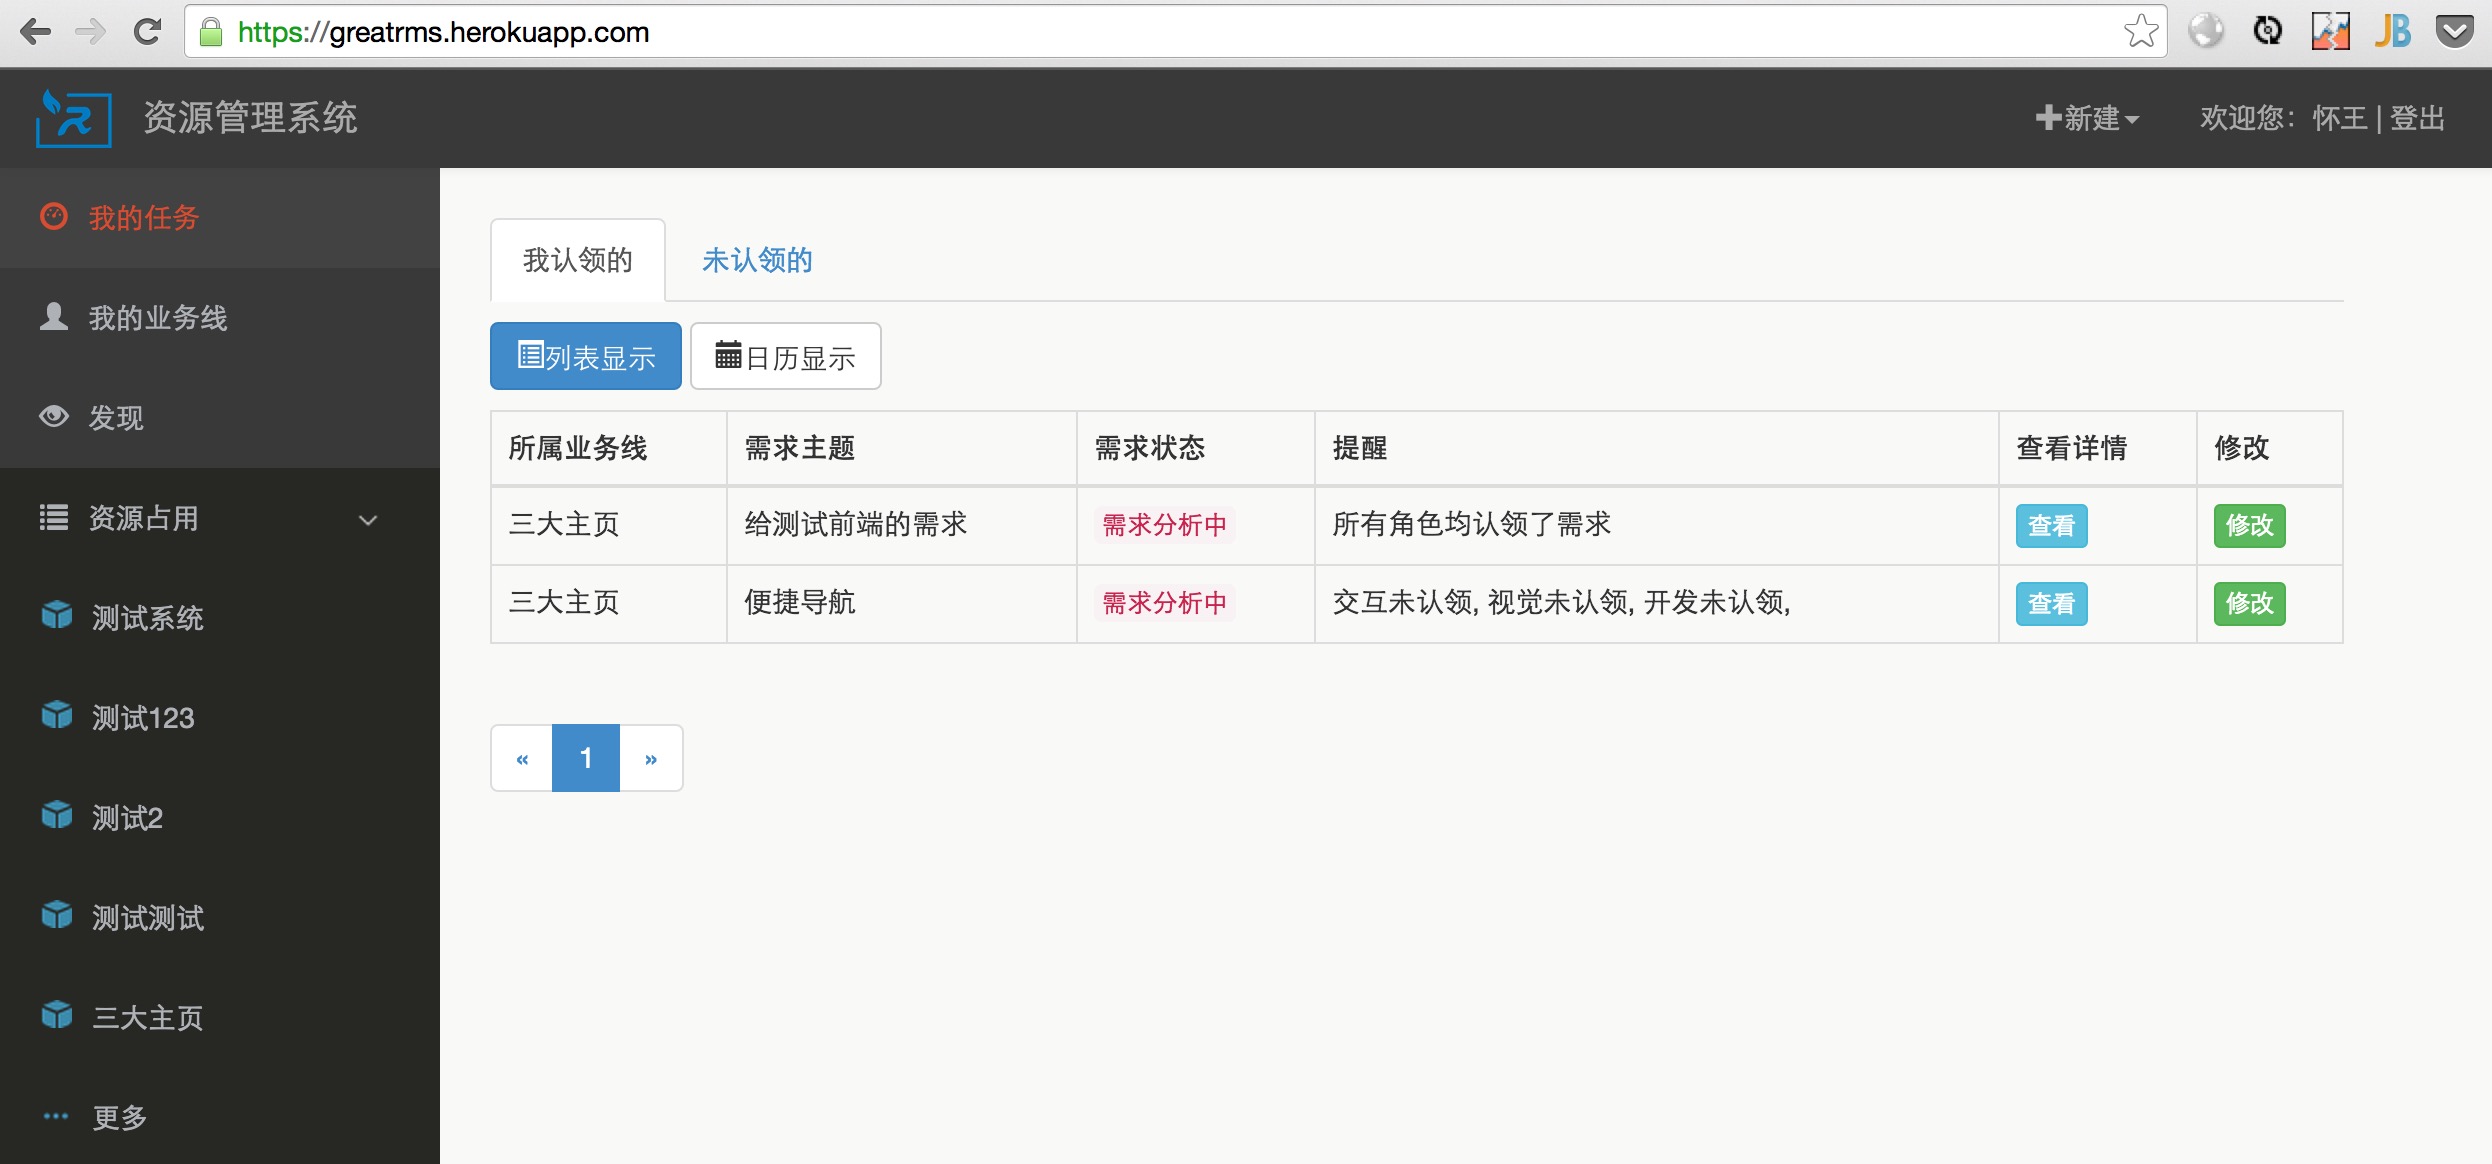 https://greatrms.herokuapp.com
JB
R 资源管理系统 新建 欢迎您：怀王 | 登出
我的任务
我的业务线
发现
资源占用
测试系统
测试123
测试2
测试测试
三大主页
更多
我认领的 未认领的
列表显示 日历显示
所属业务线 需求主题 需求状态 提醒 查看详情 修改
三大主页 给测试前端的需求 需求分析中 所有角色均认领了需求 查看 修改
三大主页 便捷导航 需求分析中 交互未认领, 视觉未认领, 开发未认领, 查看 修改
« 1 »